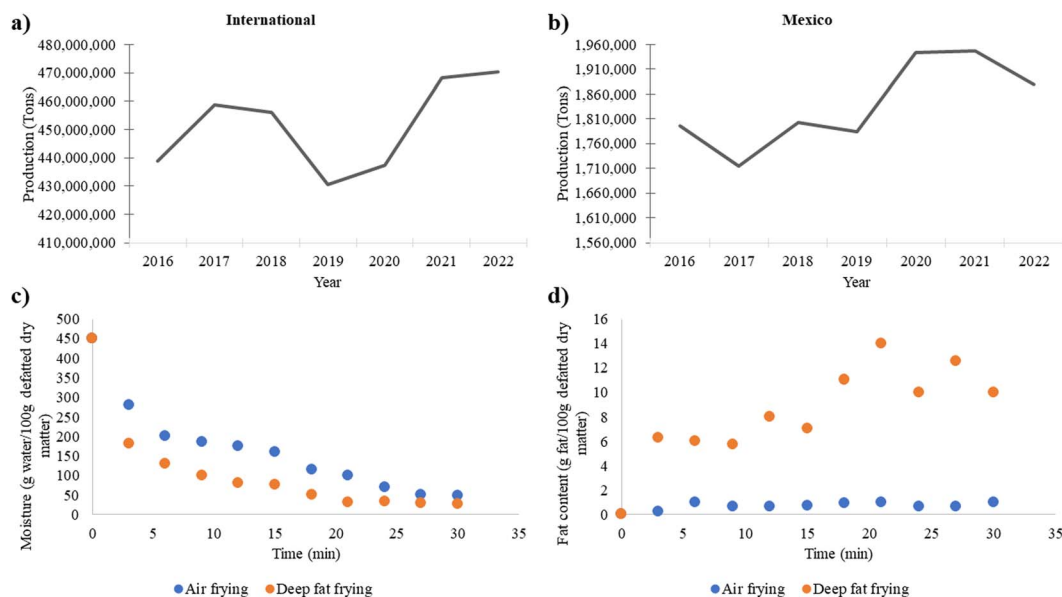 a)
International
480,000,000
470,000,000
460,000,000
450,000,000
440,000,000
430,000,000
420,000,000
410,000,000
Production (Tons)
2016 2017 2018 2019 2020 2021 2022
Year
b)
Mexico
1,960,000
1,910,000
1,860,000
1,810,000
1,760,000
1,710,000
1,660,000
1,610,000
1,560,000
Production (Tons)
2016 2017 2018 2019 2020 2021 2022
Year
c)
500
450
400
350
300
250
200
150
100
50
0
Moisture (g water/100g defatted dry
matter)
0 5 10 15 20 25 30 35
Time (min)
Air frying Deep fat frying
d)
16
14
12
10
8
6
4
2
0
Fat content (g fat/100g defatted dry
matter)
0 5 10 15 20 25 30 35
Time (min)
Air frying Deep fat frying